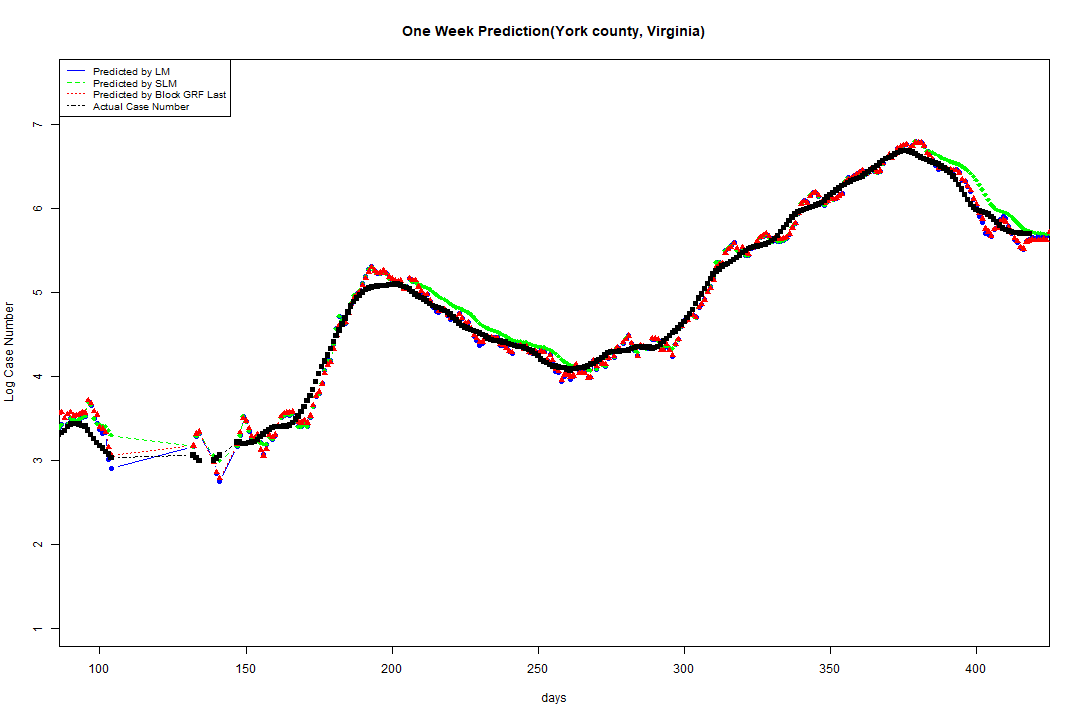 One Week Prediction(York county, Virginia)
Predicted by LM
Predicted by SLM
Predicted by Block GRF Last
Actual Case Number
Log Case Number
7
6
5
4
3
2
1
100 150 200 250 300 350 400
days